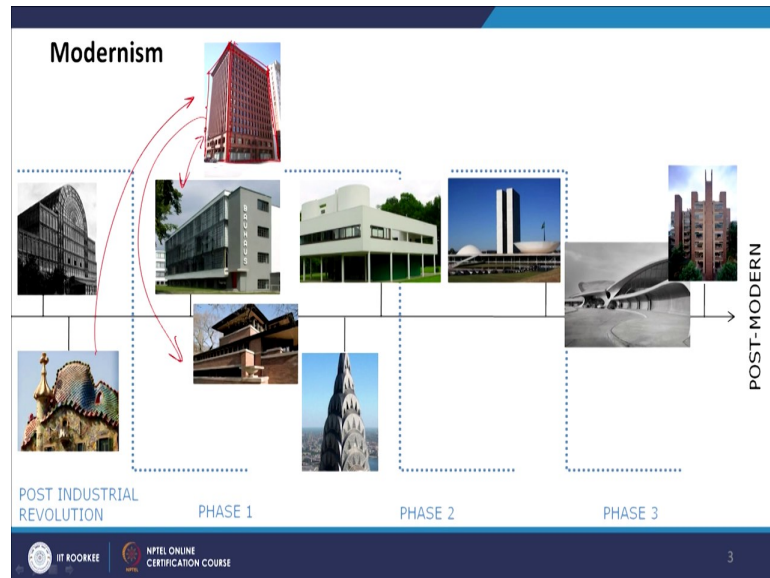 Modernism
BAUHAUS
POST-MODERN
POST INDUSTRIAL
REVOLUTION
PHASE 1
PHASE 2
PHASE 3
IIT ROORKEE
NPTEL ONLINE
CERTIFICATION COURSE
3